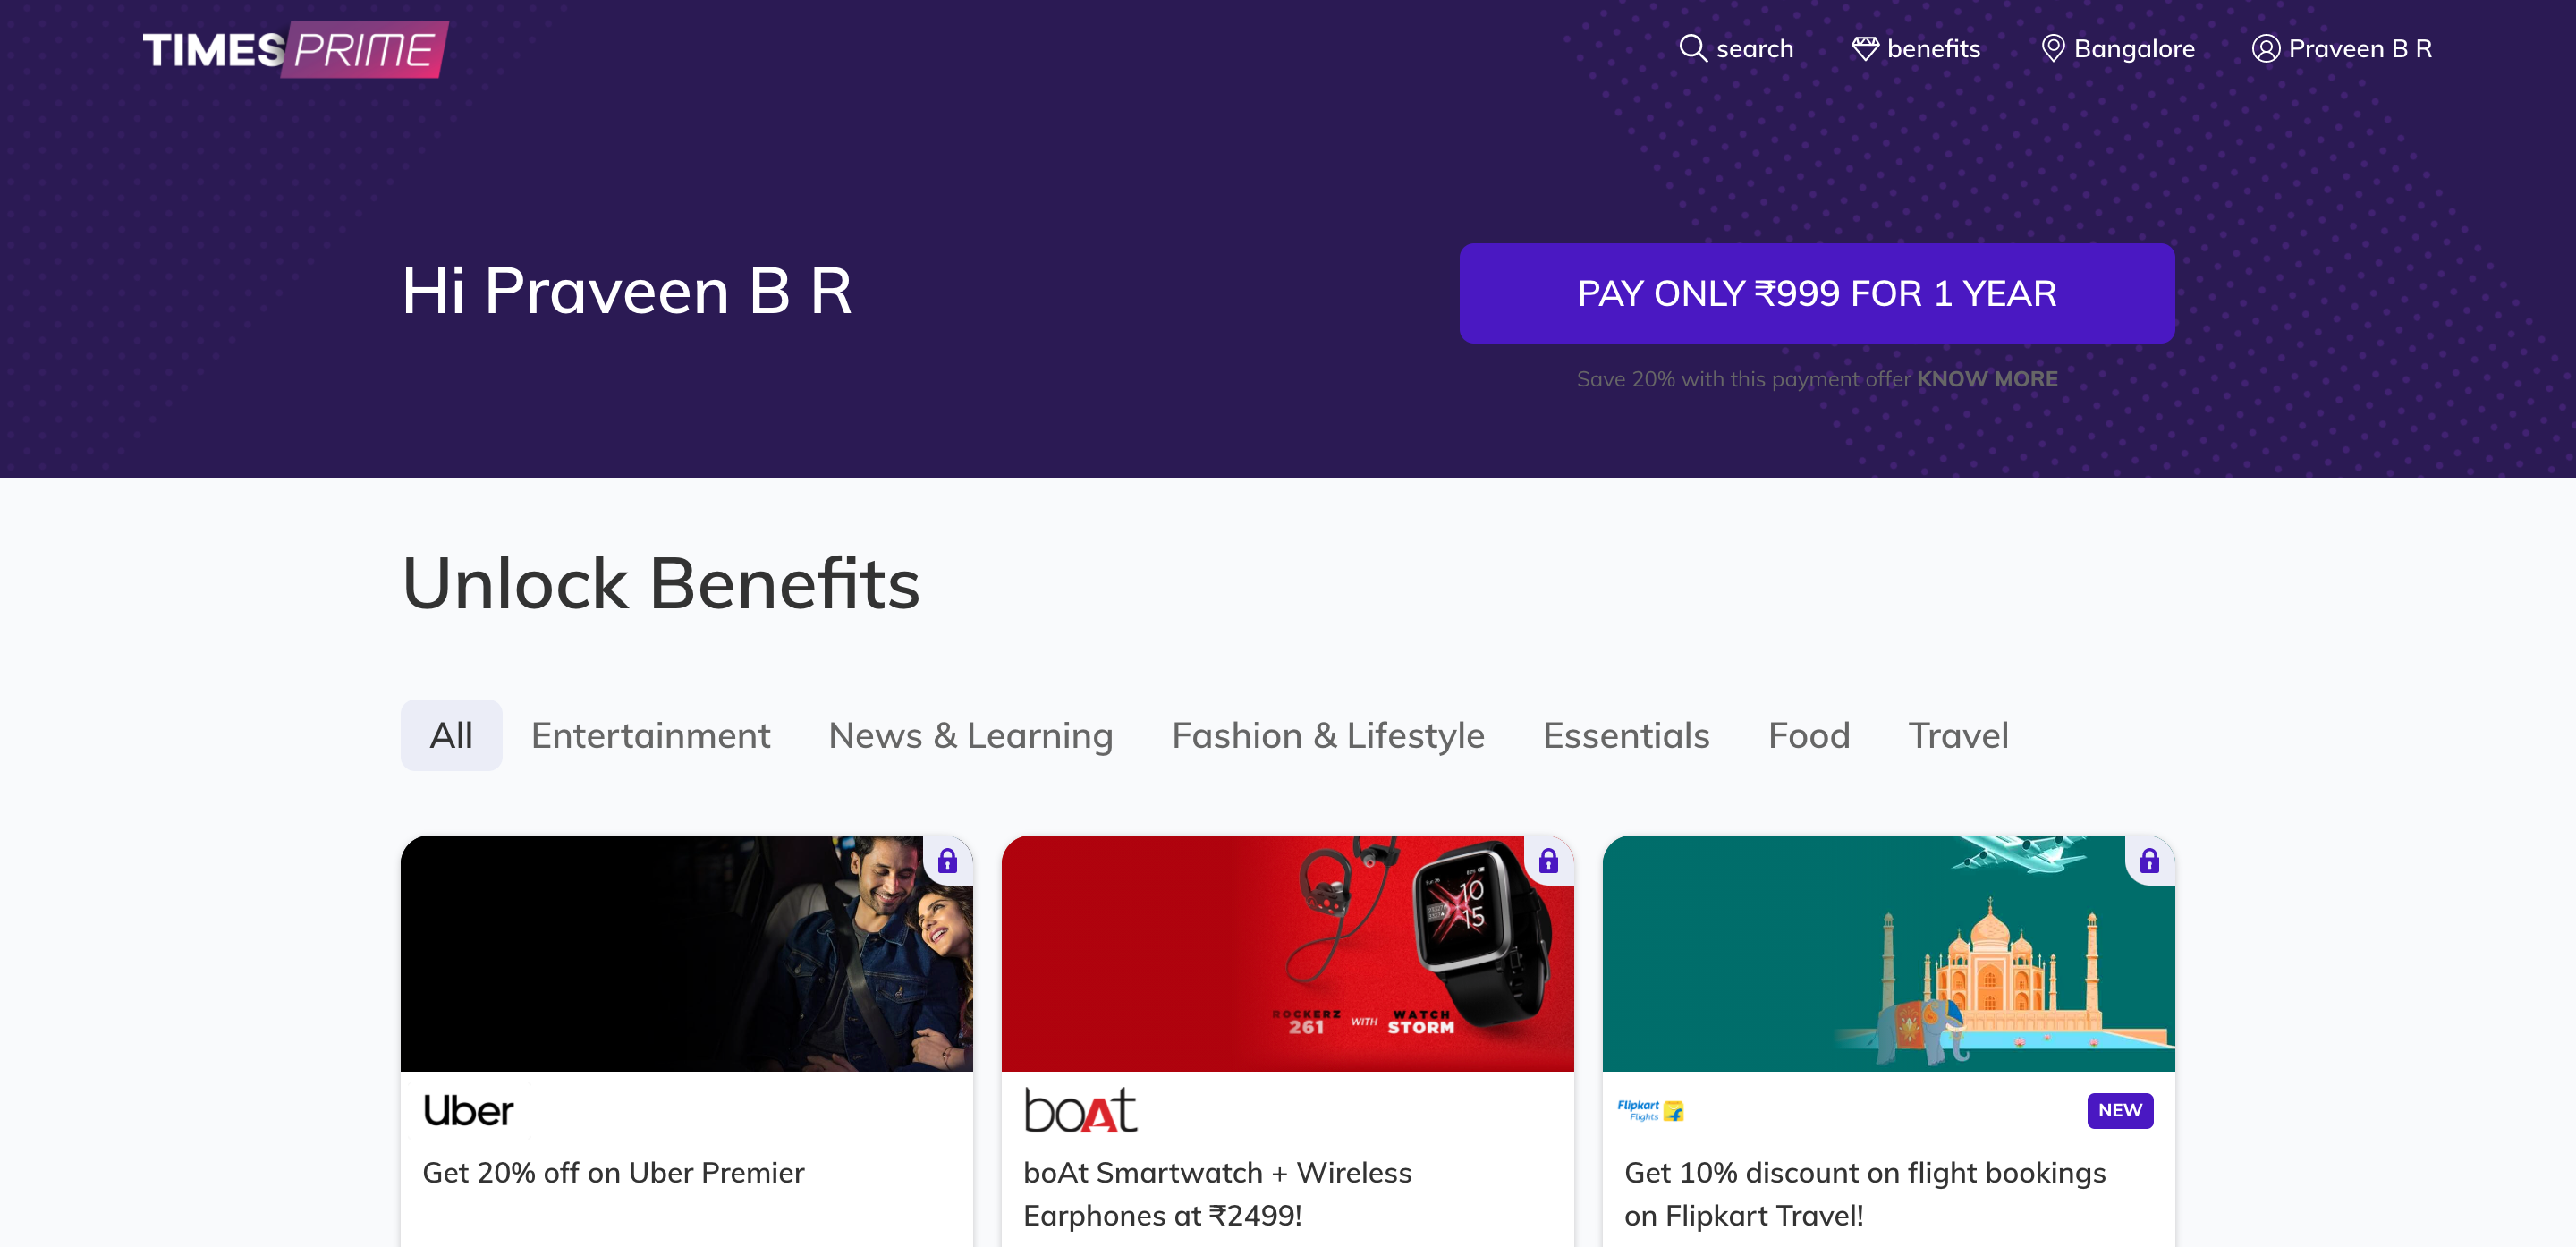 TIMES PRIME
search
benefits
Bangalore
Praveen B R
Hi Praveen B R
PAY ONLY ₹999 FOR 1 YEAR
Save 20% with this payment offer KNOW MORE
Unlock Benefits
All
Entertainment
News & Learning
Fashion & Lifestyle
Essentials
Food
Travel
10
15
ROCKERZ
261
WITH
WATCH
STORM
Uber
boAt
Flipkart
Flights
NEW
Get 20% off on Uber Premier
boAt Smartwatch + Wireless
Earphones at ₹2499!
Get 10% discount on flight bookings
on Flipkart Travel!